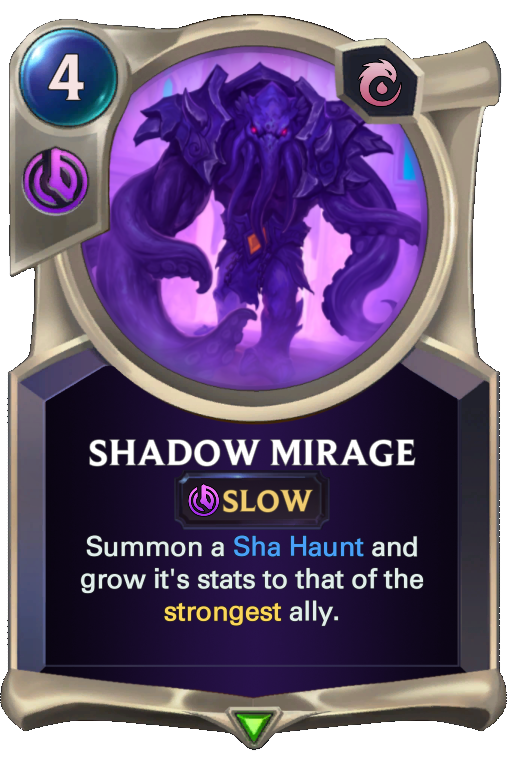 4
SHADOW MIRAGE
SLOW
Summon a Sha Haunt and
grow it's stats to that of the
strongest ally.